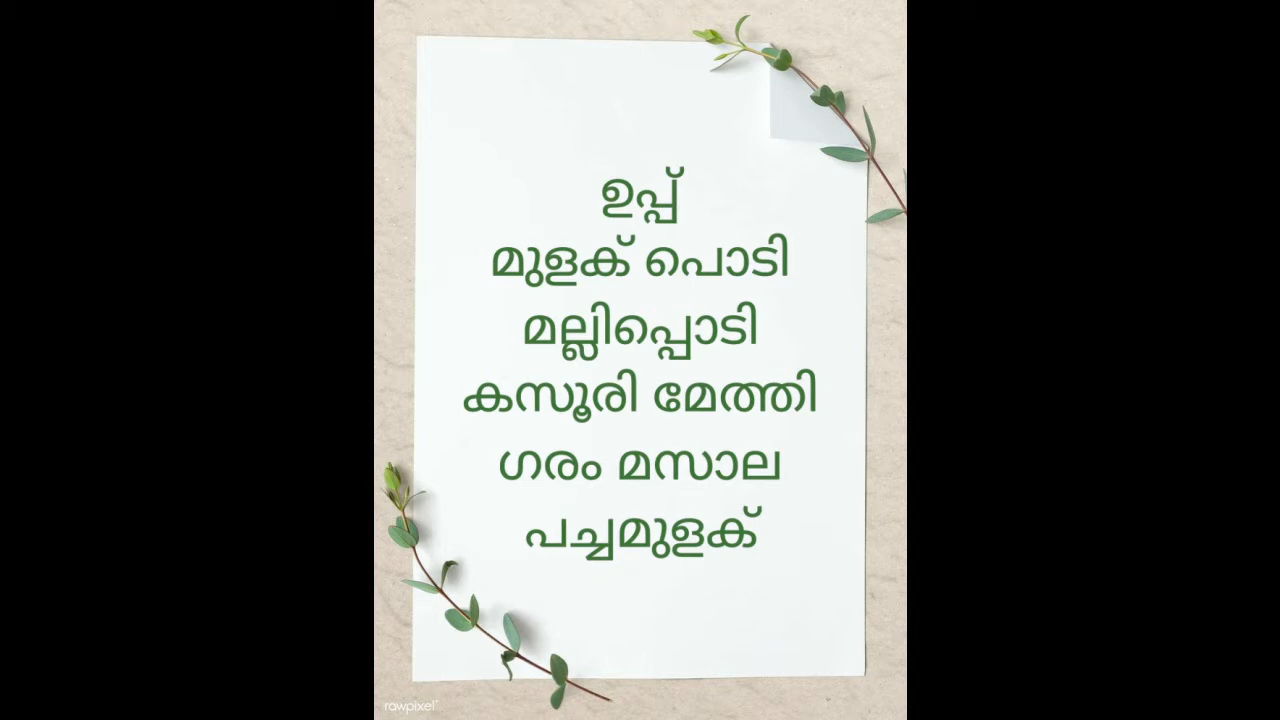 ഉപ്പ്
മുളക് പൊടി
മല്ലിപ്പൊടി
കസൂരി മേത്തി
ഗരം മസാല
പച്ചമുളക്
rawpixel